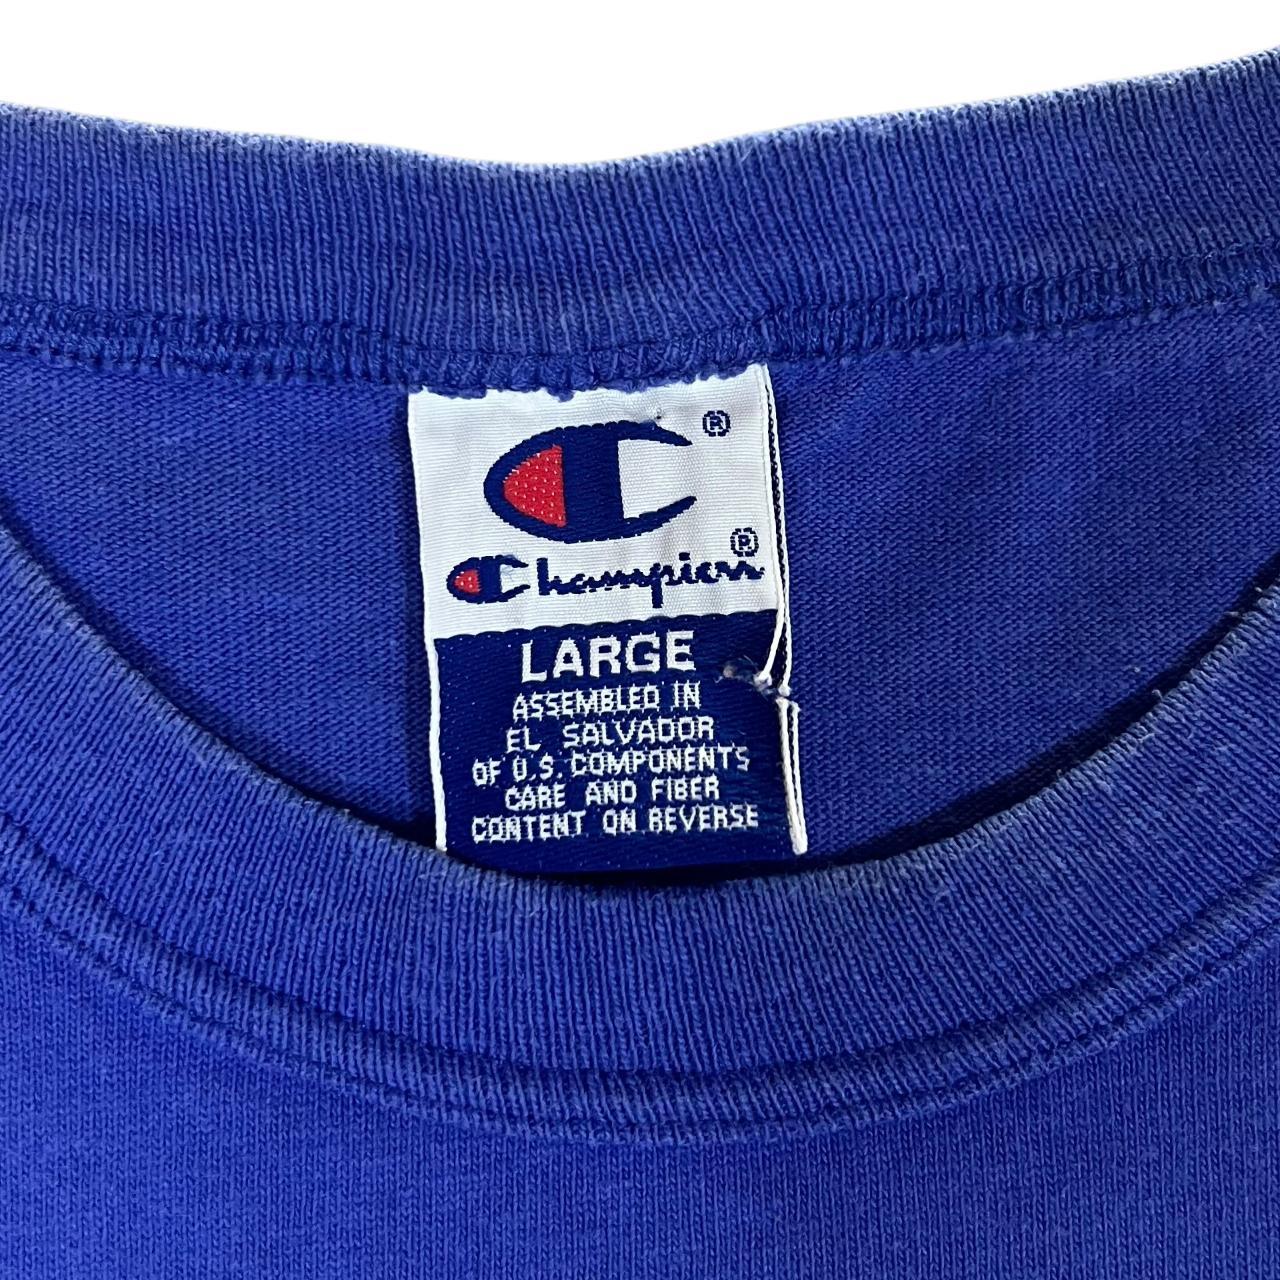 ®
Champion®
LARGE
ASSEMBLED IN
EL SALVADOR
OF U.S. COMPONENTS
CARE AND FIBER
CONTENT ON REVERSE